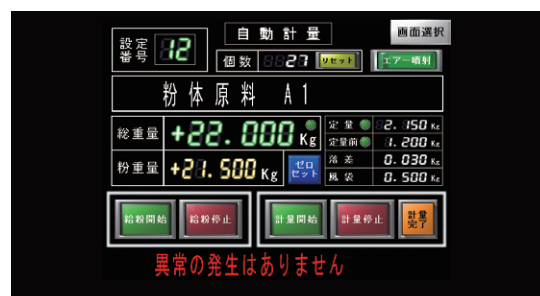 自動計量
画面選択
設定番号 12
個数 27 リセット エアー噴射
粉体原料 A1
総重量 +22.000 Kg
粉重量 +21.500 Kg ゼロセット
定量 2.150 Kg
定量前 1.200 Kg
落差 0.030 Kg
風袋 0.500 Kg
給粉開始 給粉停止 計量開始 計量停止 計量完了
異常の発生はありません